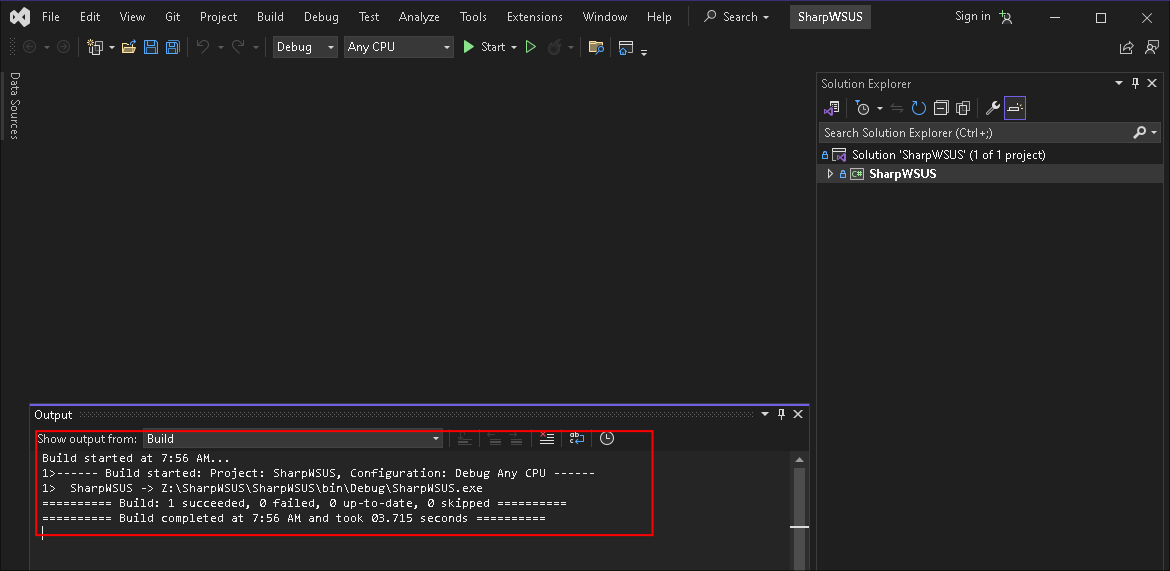 File Edit View Git Project Build Debug Test Analyze Tools Extensions Window Help Search SharpWSUS Sign in
Debug Any CPU Start
Data Sources
Solution Explorer
Search Solution Explorer (Ctrl+;)
Solution 'SharpWSUS' (1 of 1 project)
C# SharpWSUS
Output
Show output from: Build
Build started at 7:56 AM...
1>------ Build started: Project: SharpWSUS, Configuration: Debug Any CPU ------
1>  SharpWSUS -> Z:\SharpWSUS\SharpWSUS\bin\Debug\SharpWSUS.exe
========== Build: 1 succeeded, 0 failed, 0 up-to-date, 0 skipped ==========
========== Build completed at 7:56 AM and took 03.715 seconds ==========